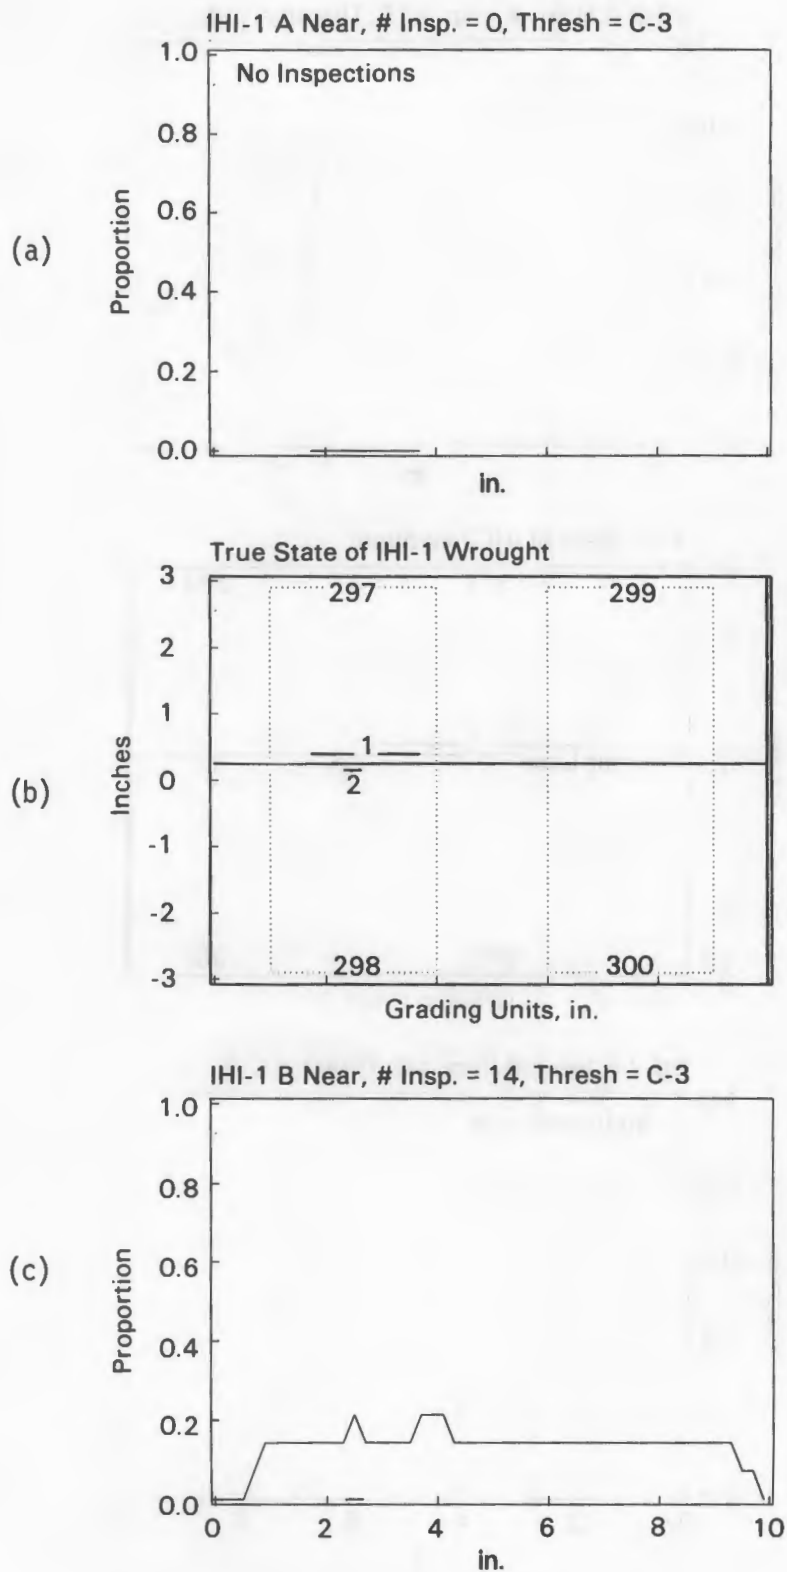 IHI-1 A Near, # Insp. = 0, Thresh = C-3
No Inspections
(a)
Proportion
1.0
0.8
0.6
0.4
0.2
0.0
in.
True State of IHI-1 Wrought
(b)
Inches
3
2
1
0
-1
-2
-3
297
299
1
2
298
300
Grading Units, in.
IHI-1 B Near, # Insp. = 14, Thresh = C-3
(c)
Proportion
1.0
0.8
0.6
0.4
0.2
0.0
0 2 4 6 8 10
in.